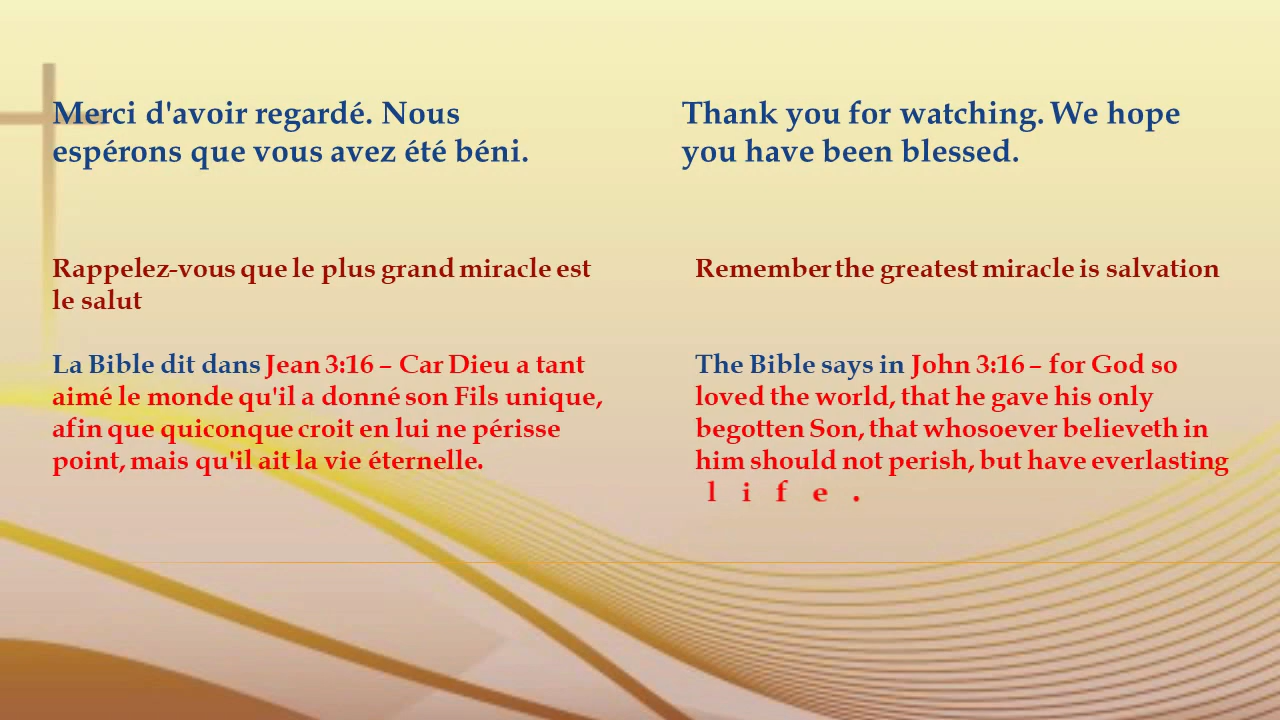 Merci d'avoir regardé. Nous
espérons que vous avez été béni.
Rappelez-vous que le plus grand miracle est
le salut
La Bible dit dans Jean 3:16 – Car Dieu a tant
aimé le monde qu'il a donné son Fils unique,
afin que quiconque croit en lui ne périsse
point, mais qu'il ait la vie éternelle.
Thank you for watching. We hope
you have been blessed.
Remember the greatest miracle is salvation
The Bible says in John 3:16 – for God so
loved the world, that he gave his only
begotten Son, that whosoever believeth in
him should not perish, but have everlasting
life.